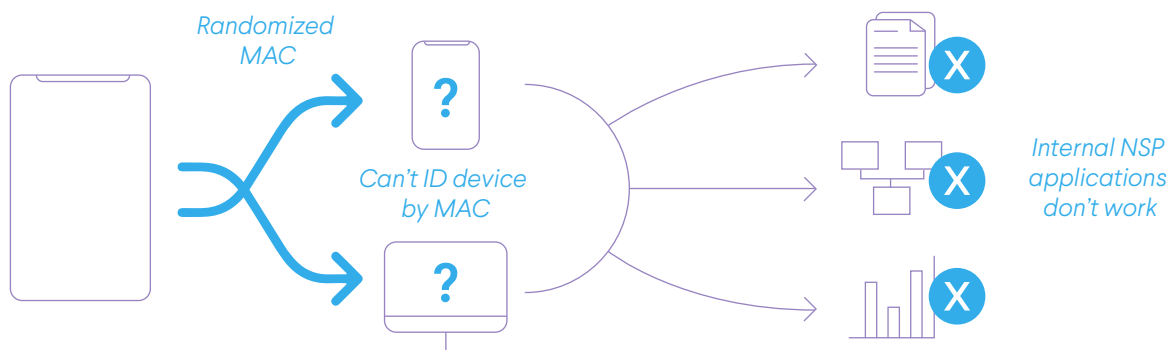 Randomized
MAC
?
Can't ID device
by MAC
?
X
X
X
Internal NSP
applications
don't work